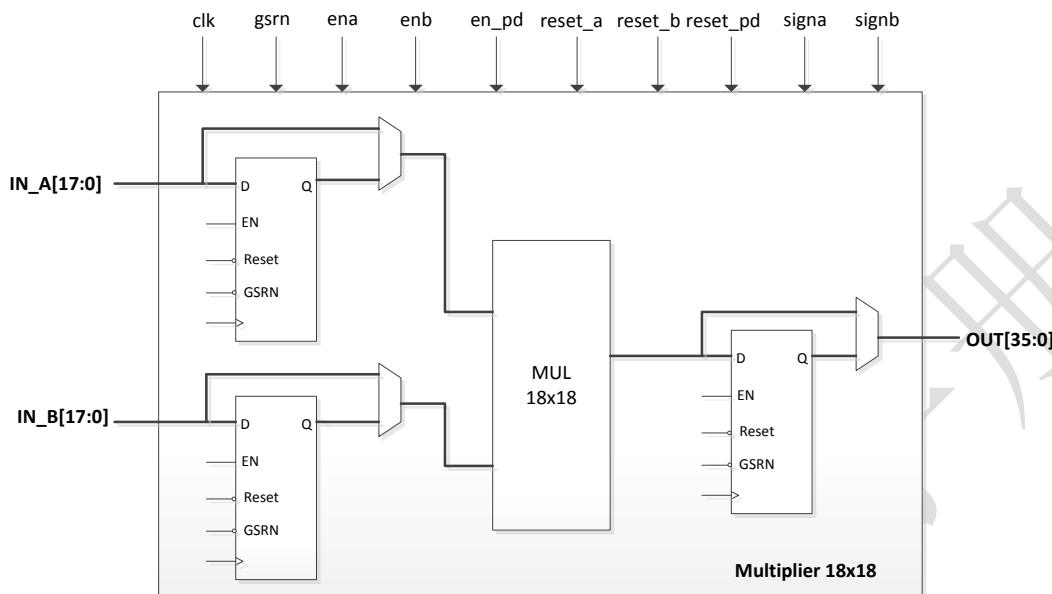 clk gsrn ena enb en_pd reset_a reset_b reset_pd signa signb
IN_A[17:0]
D Q
EN
Reset
GSRN
IN_B[17:0]
D Q
EN
Reset
GSRN
MUL
18x18
D Q
EN
Reset
GSRN
OUT[35:0]
Multiplier 18x18